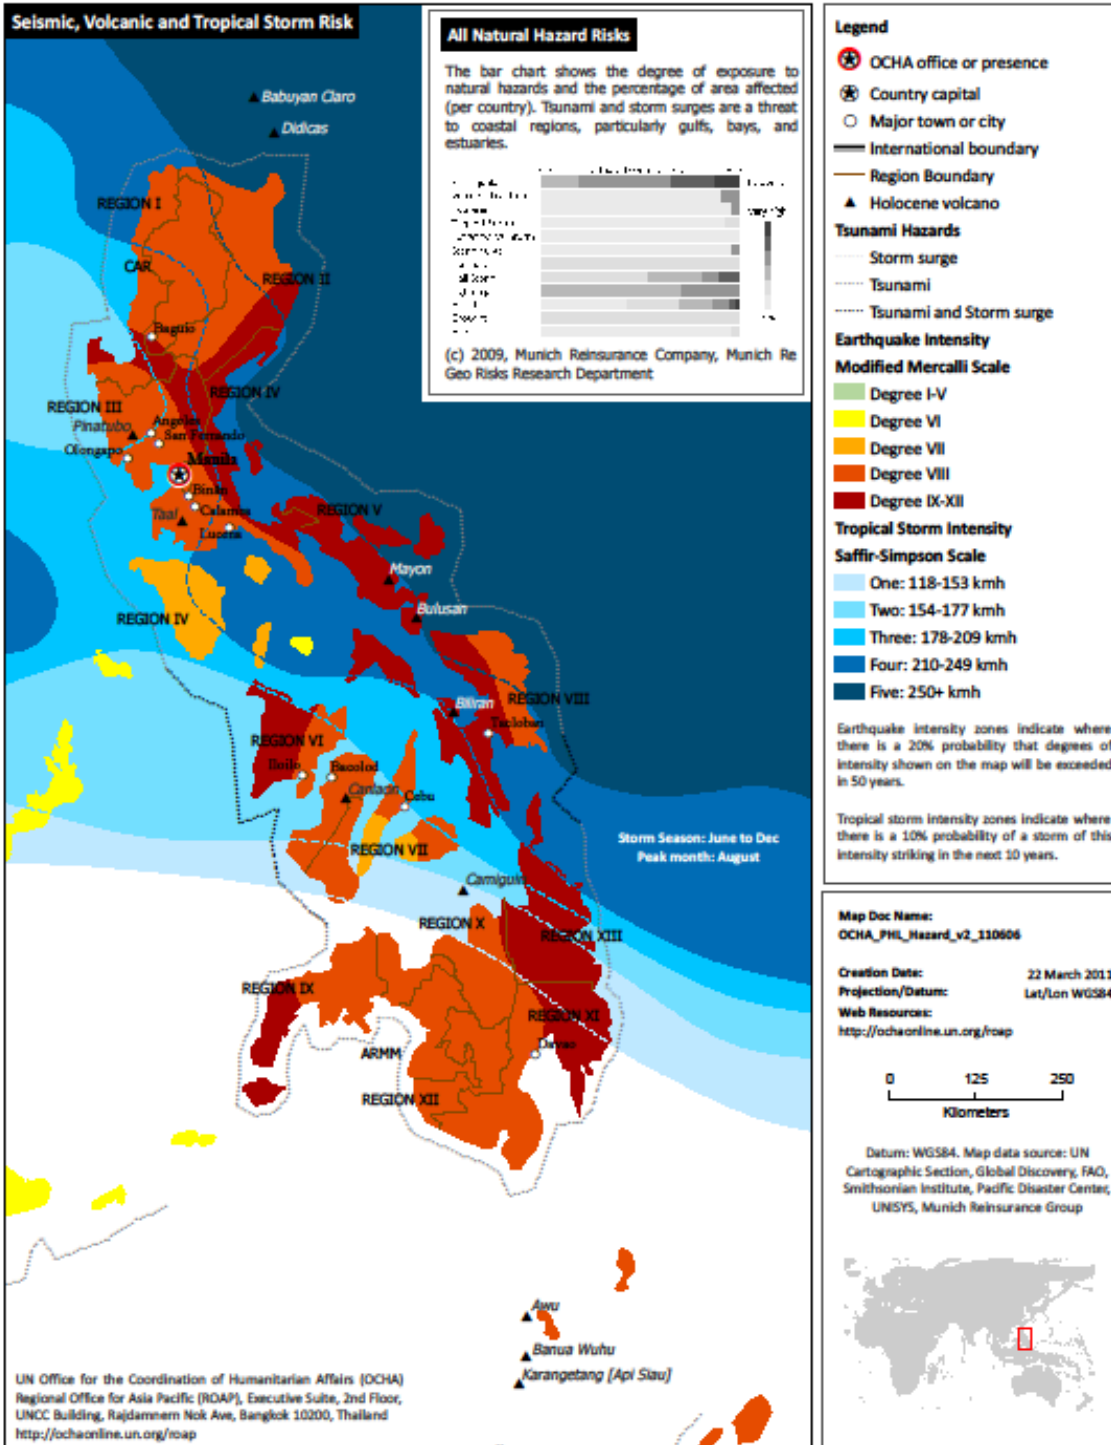 Seismic, Volcanic and Tropical Storm Risk
Babuyan Claro
Didicas
REGION I
CAR
REGION II
Baguio
REGION IV
REGION III
Pinatubo
Angeles
San Fernando
Olongapo
Manila
Binan
Calamba
Taal
Lucena
REGION V
Mayon
Bulusan
REGION IV
REGION VIII
Biliran
Tacloban
REGION VI
Iloilo
Bacolod
Canlaon
Cebu
REGION VII
Storm Season: June to Dec
Peak month: August
Camiguin
REGION X
REGION XIII
REGION IX
REGION XI
Davao
ARMM
REGION XII
Awu
Banua Wuhu
Karangetang [Api Siau]
UN Office for the Coordination of Humanitarian Affairs (OCHA)
Regional Office for Asia Pacific (ROAP), Executive Suite, 2nd Floor,
UNCC Building, Rajdamnern Nok Ave, Bangkok 10200, Thailand
http://ochaonline.un.org/roap
All Natural Hazard Risks
The bar chart shows the degree of exposure to
natural hazards and the percentage of area affected
(per country). Tsunami and storm surges are a threat
to coastal regions, particularly gulfs, bays, and
estuaries.
(c) 2009, Munich Reinsurance Company, Munich Re
Geo Risks Research Department
Legend
OCHA office or presence
Country capital
Major town or city
International boundary
Region Boundary
Holocene volcano
Tsunami Hazards
Storm surge
Tsunami
Tsunami and Storm surge
Earthquake Intensity
Modified Mercalli Scale
Degree I-V
Degree VI
Degree VII
Degree VIII
Degree IX-XII
Tropical Storm Intensity
Saffir-Simpson Scale
One: 118-153 kmh
Two: 154-177 kmh
Three: 178-209 kmh
Four: 210-249 kmh
Five: 250+ kmh
Earthquake intensity zones indicate where
there is a 20% probability that degrees of
intensity shown on the map will be exceeded
in 50 years.
Tropical storm intensity zones indicate where
there is a 10% probability of a storm of this
intensity striking in the next 10 years.
Map Doc Name:
OCHA_PHL_Hazard_v2_110606
Creation Date: 22 March 2011
Projection/Datum: Lat/Lon WGS84
Web Resources:
http://ochaonline.un.org/roap
0 125 250
Kilometers
Datum: WGS84. Map data source: UN
Cartographic Section, Global Discovery, FAO,
Smithsonian Institute, Pacific Disaster Center,
UNISYS, Munich Reinsurance Group